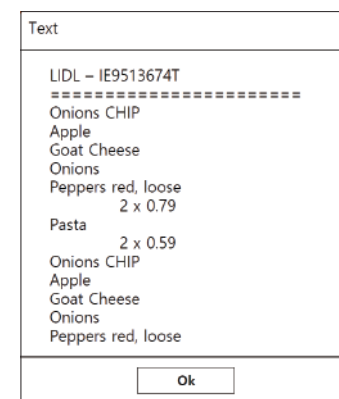 Text
LIDL – IE9513674T
========================
Onions CHIP
Apple
Goat Cheese
Onions
Peppers red, loose
2 x 0.79
Pasta
2 x 0.59
Onions CHIP
Apple
Goat Cheese
Onions
Peppers red, loose
Ok